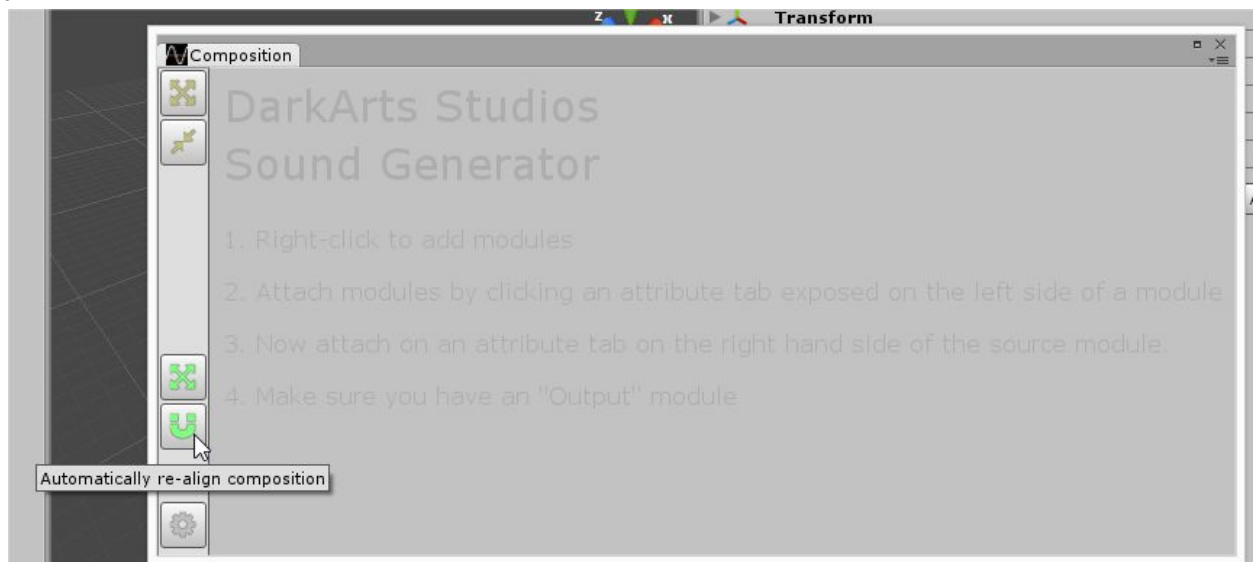 Z X Transform
Composition
DarkArts Studios
Sound Generator
1. Right-click to add modules
2. Attach modules by clicking an attribute tab exposed on the left side of a module
3. Now attach on an attribute tab on the right hand side of the source module.
4. Make sure you have an "Output" module
Automatically re-align composition